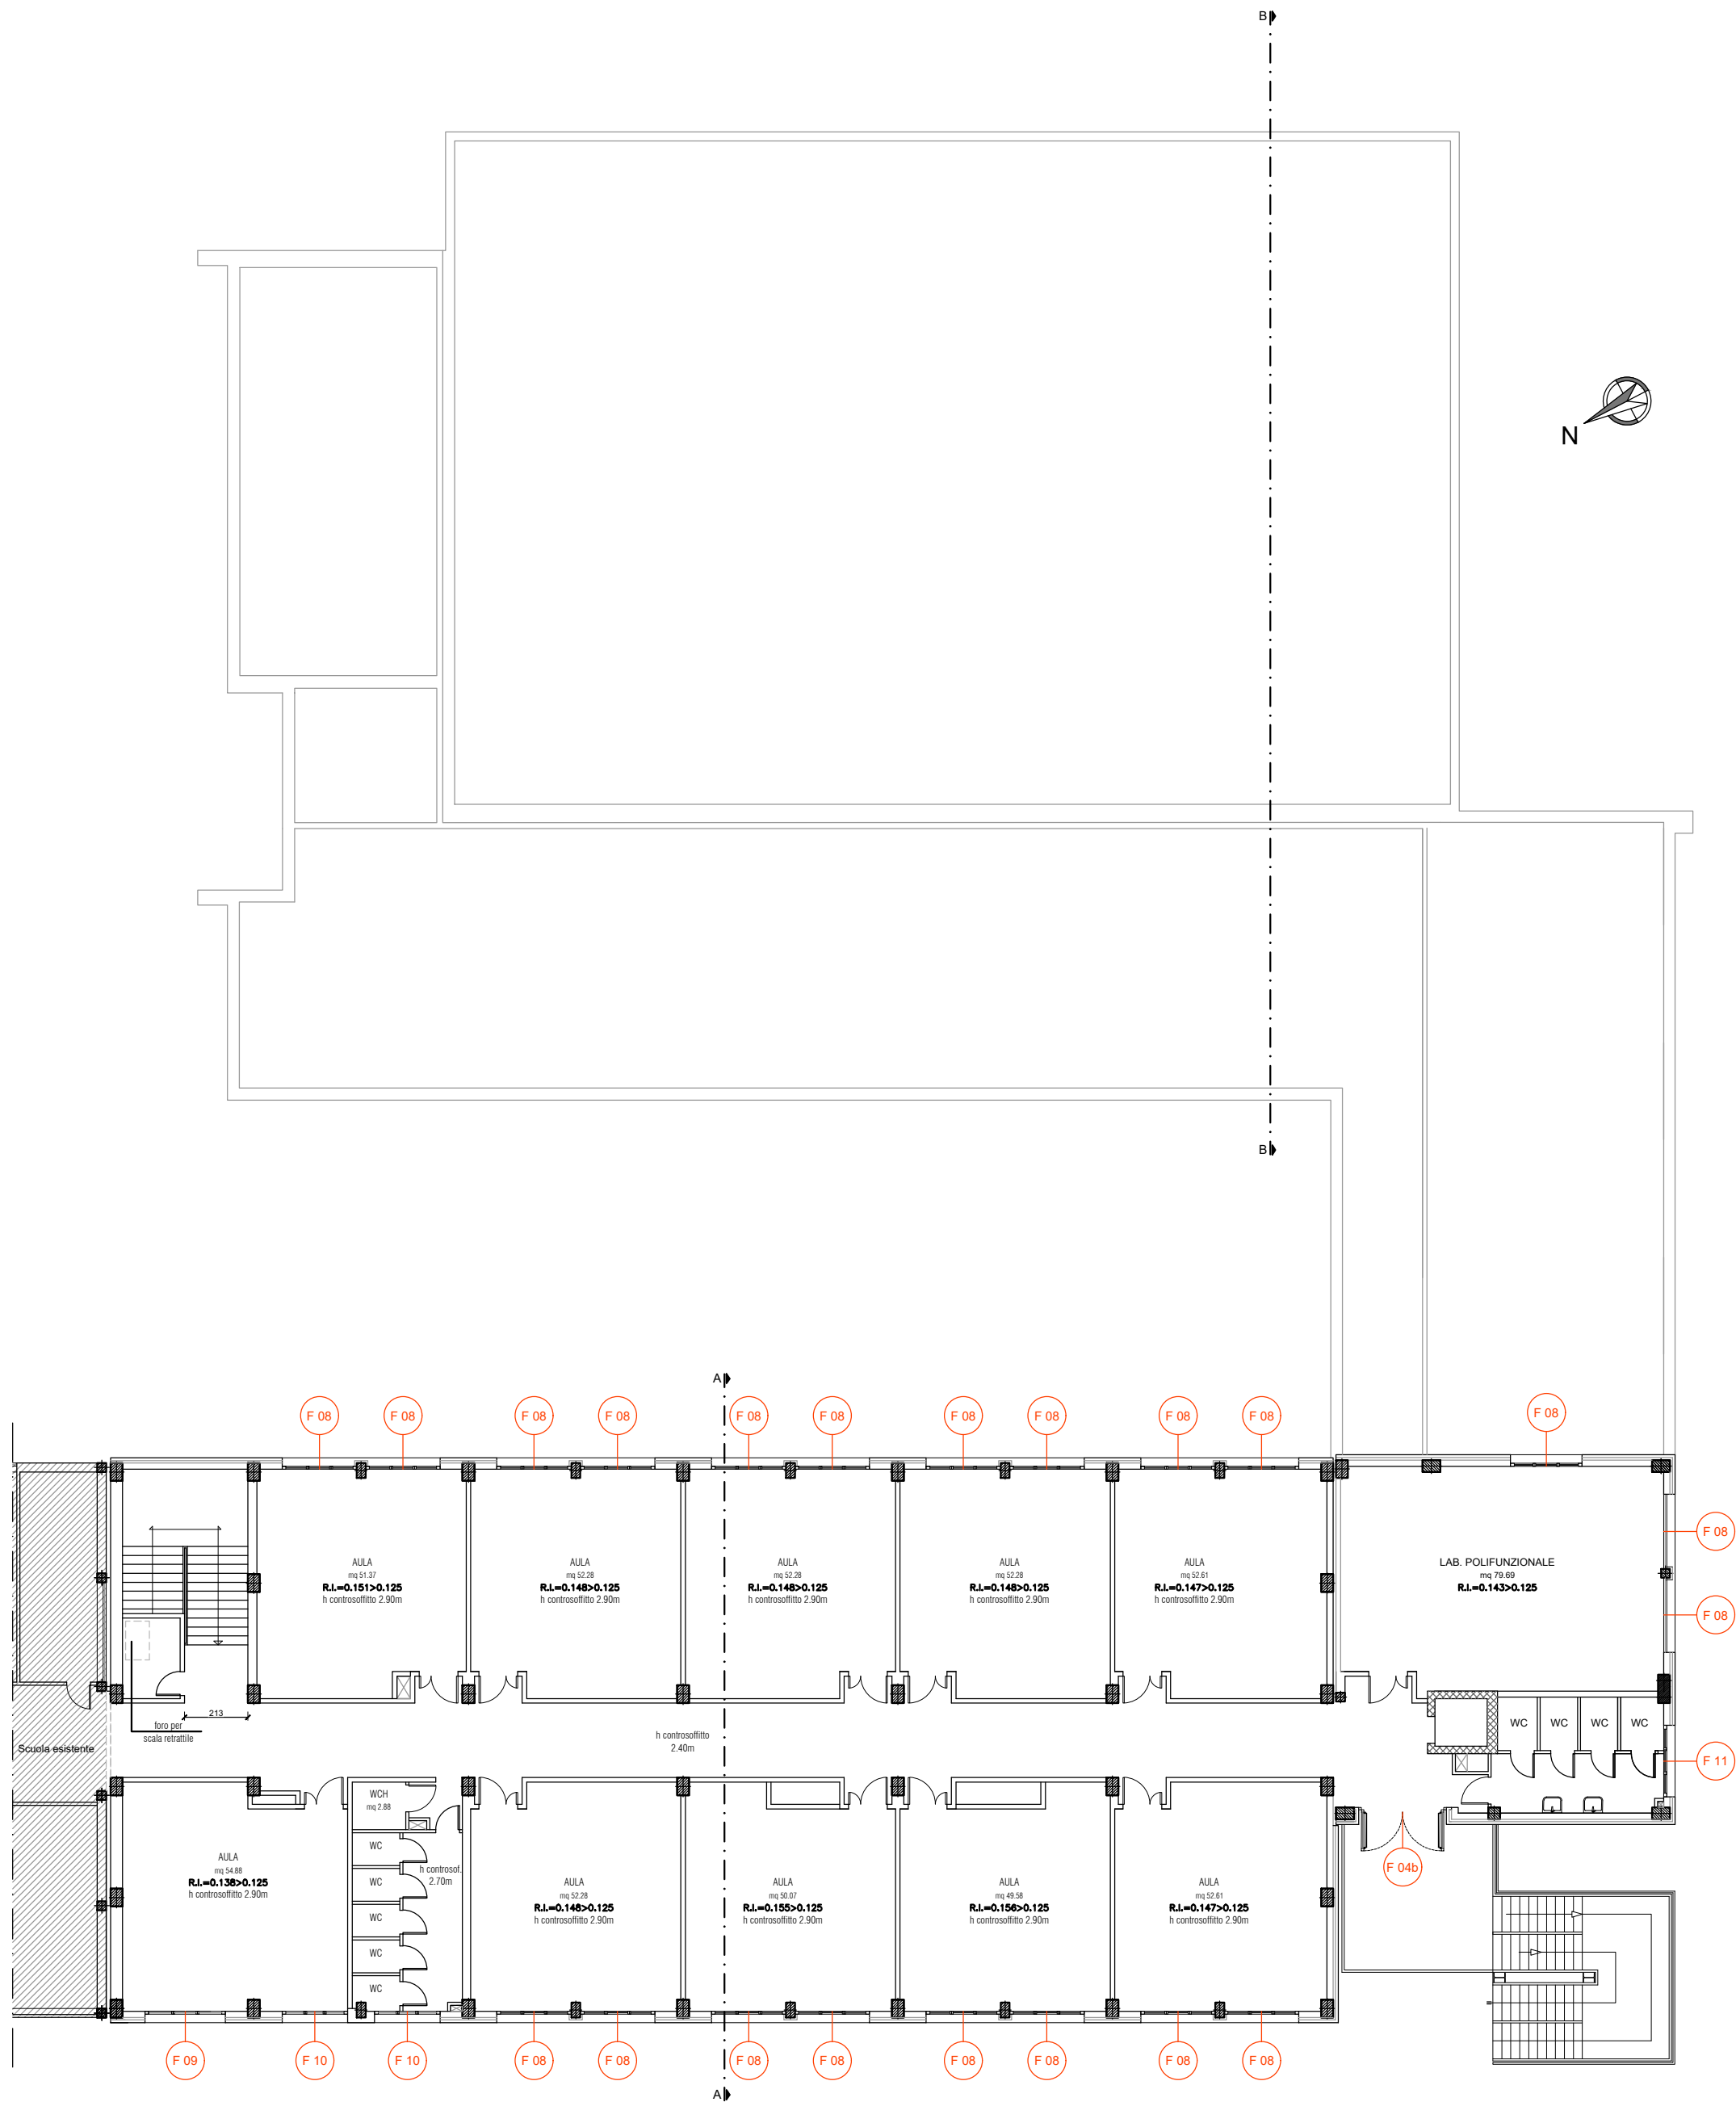 B
N
B
A
F 08
F 08
F 08
F 08
F 08
F 08
F 08
F 08
F 08
F 08
F 08
F 08
F 08
AULA
mq 51.37
R.I.=0.151>0.125
h controsoffitto 2.90m
AULA
mq 52.28
R.I.=0.148>0.125
h controsoffitto 2.90m
AULA
mq 52.28
R.I.=0.148>0.125
h controsoffitto 2.90m
AULA
mq 52.28
R.I.=0.148>0.125
h controsoffitto 2.90m
AULA
mq 52.61
R.I.=0.147>0.125
h controsoffitto 2.90m
LAB. POLIFUNZIONALE
mq 79.69
R.I.=0.143>0.125
213
foro per
scala retrattile
Scuola esistente
h controsoffitto
2.40m
WC
WC
WC
WC
F 11
WCH
mq 2.88
WC
WC
WC
WC
WC
h controsof.
2.70m
AULA
mq 54.88
R.I.=0.138>0.125
h controsoffitto 2.90m
AULA
mq 52.28
R.I.=0.148>0.125
h controsoffitto 2.90m
AULA
mq 50.07
R.I.=0.155>0.125
h controsoffitto 2.90m
AULA
mq 49.58
R.I.=0.156>0.125
h controsoffitto 2.90m
AULA
mq 52.61
R.I.=0.147>0.125
h controsoffitto 2.90m
F 04b
F 09
F 10
F 10
F 08
F 08
F 08
F 08
F 08
F 08
F 08
F 08
A